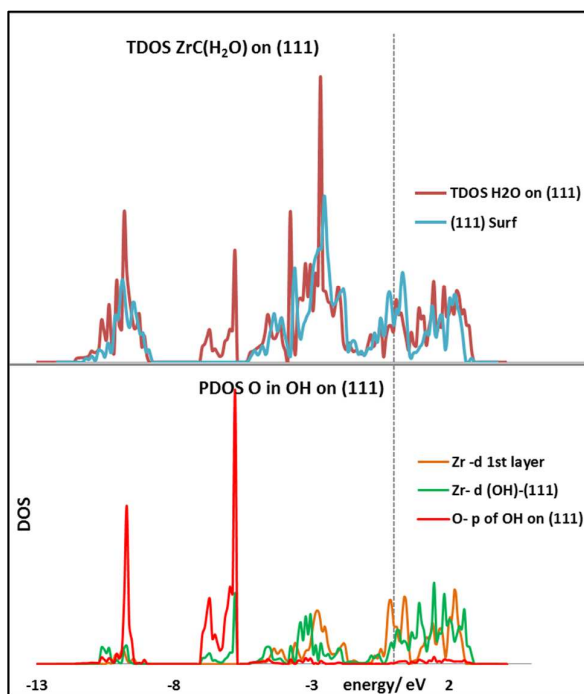 TDOS ZrC(H₂O) on (111)
TDOS H2O on (111)
(111) Surf
PDOS O in OH on (111)
Zr -d 1st layer
Zr- d (OH)-(111)
O- p of OH on (111)
DOS
-13 -8 -3 energy/ eV 2